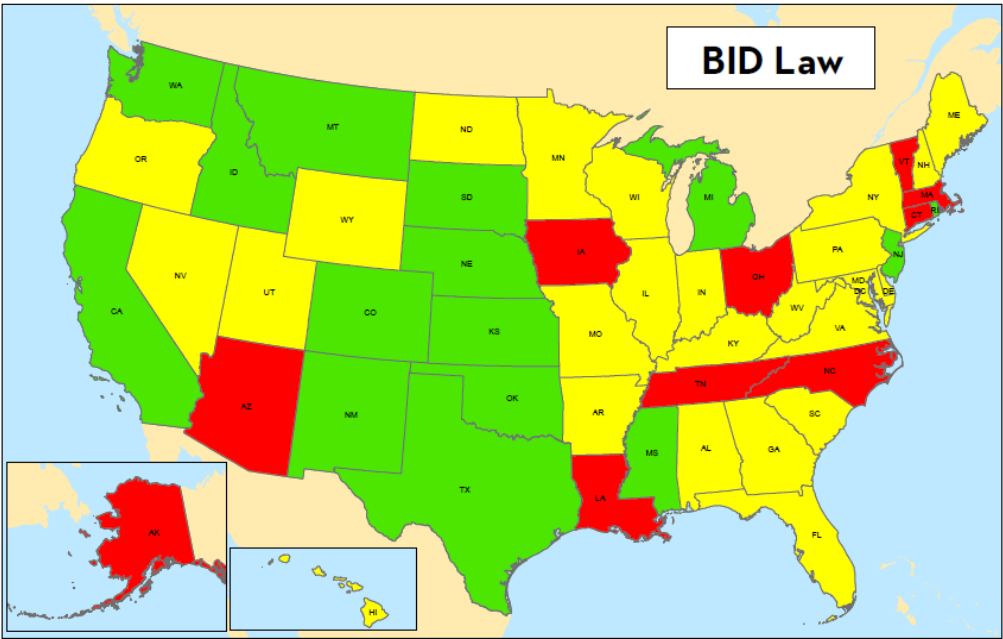 BID Law
WA
MT
ND
MN
ME
OR
ID
SD
WI
MI
VT
NH
NY
MA
CT
RI
WY
NE
IA
PA
NJ
NV
UT
CO
KS
IL
IN
OH
MD
DC
DE
WV
VA
CA
MO
KY
AZ
NM
OK
AR
TN
NC
SC
TX
MS
AL
GA
LA
FL
AK
HI